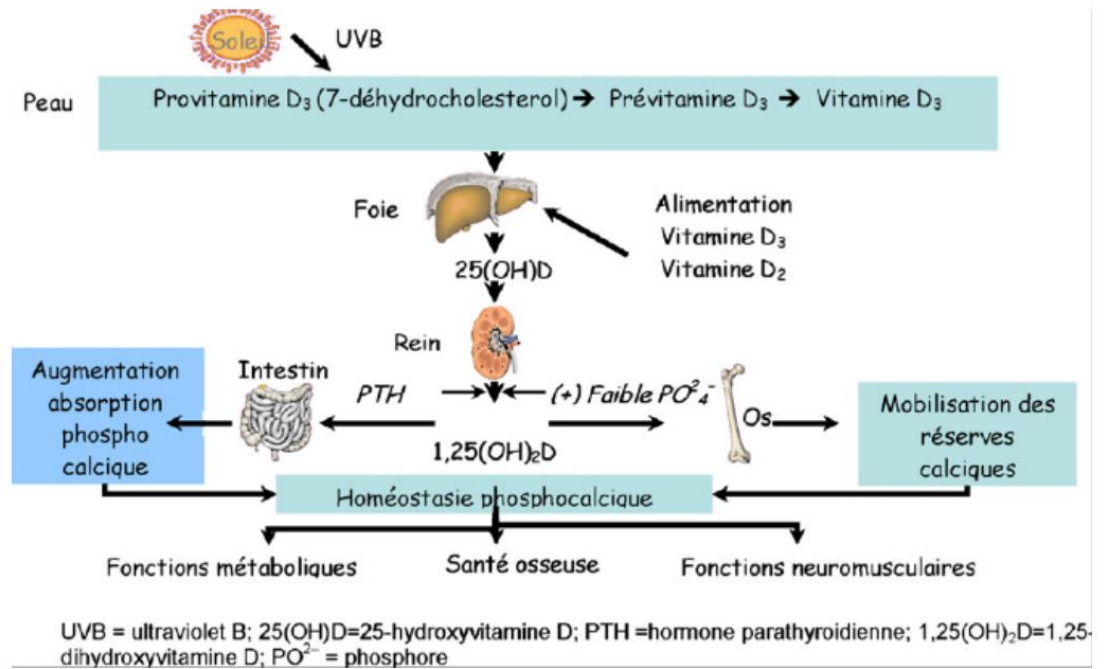 Soleil
UVB
Peau
Provitamine D₃ (7-déhydrocholesterol) ➔ Prévitamine D₃ ➔ Vitamine D₃
Foie
Alimentation
Vitamine D₃
Vitamine D₂
25(OH)D
Rein
Augmentation
absorption
phospho
calcique
Intestin
PTH
(+) Faible PO²₄⁻
Os
Mobilisation des
réserves
calciques
1,25(OH)₂D
Homéostasie phosphocalcique
Fonctions métaboliques
Santé osseuse
Fonctions neuromusculaires
UVB = ultraviolet B; 25(OH)D=25-hydroxyvitamine D; PTH =hormone parathyroidienne; 1,25(OH)₂D=1,25-
dihydroxyvitamine D; PO²⁻ = phosphore